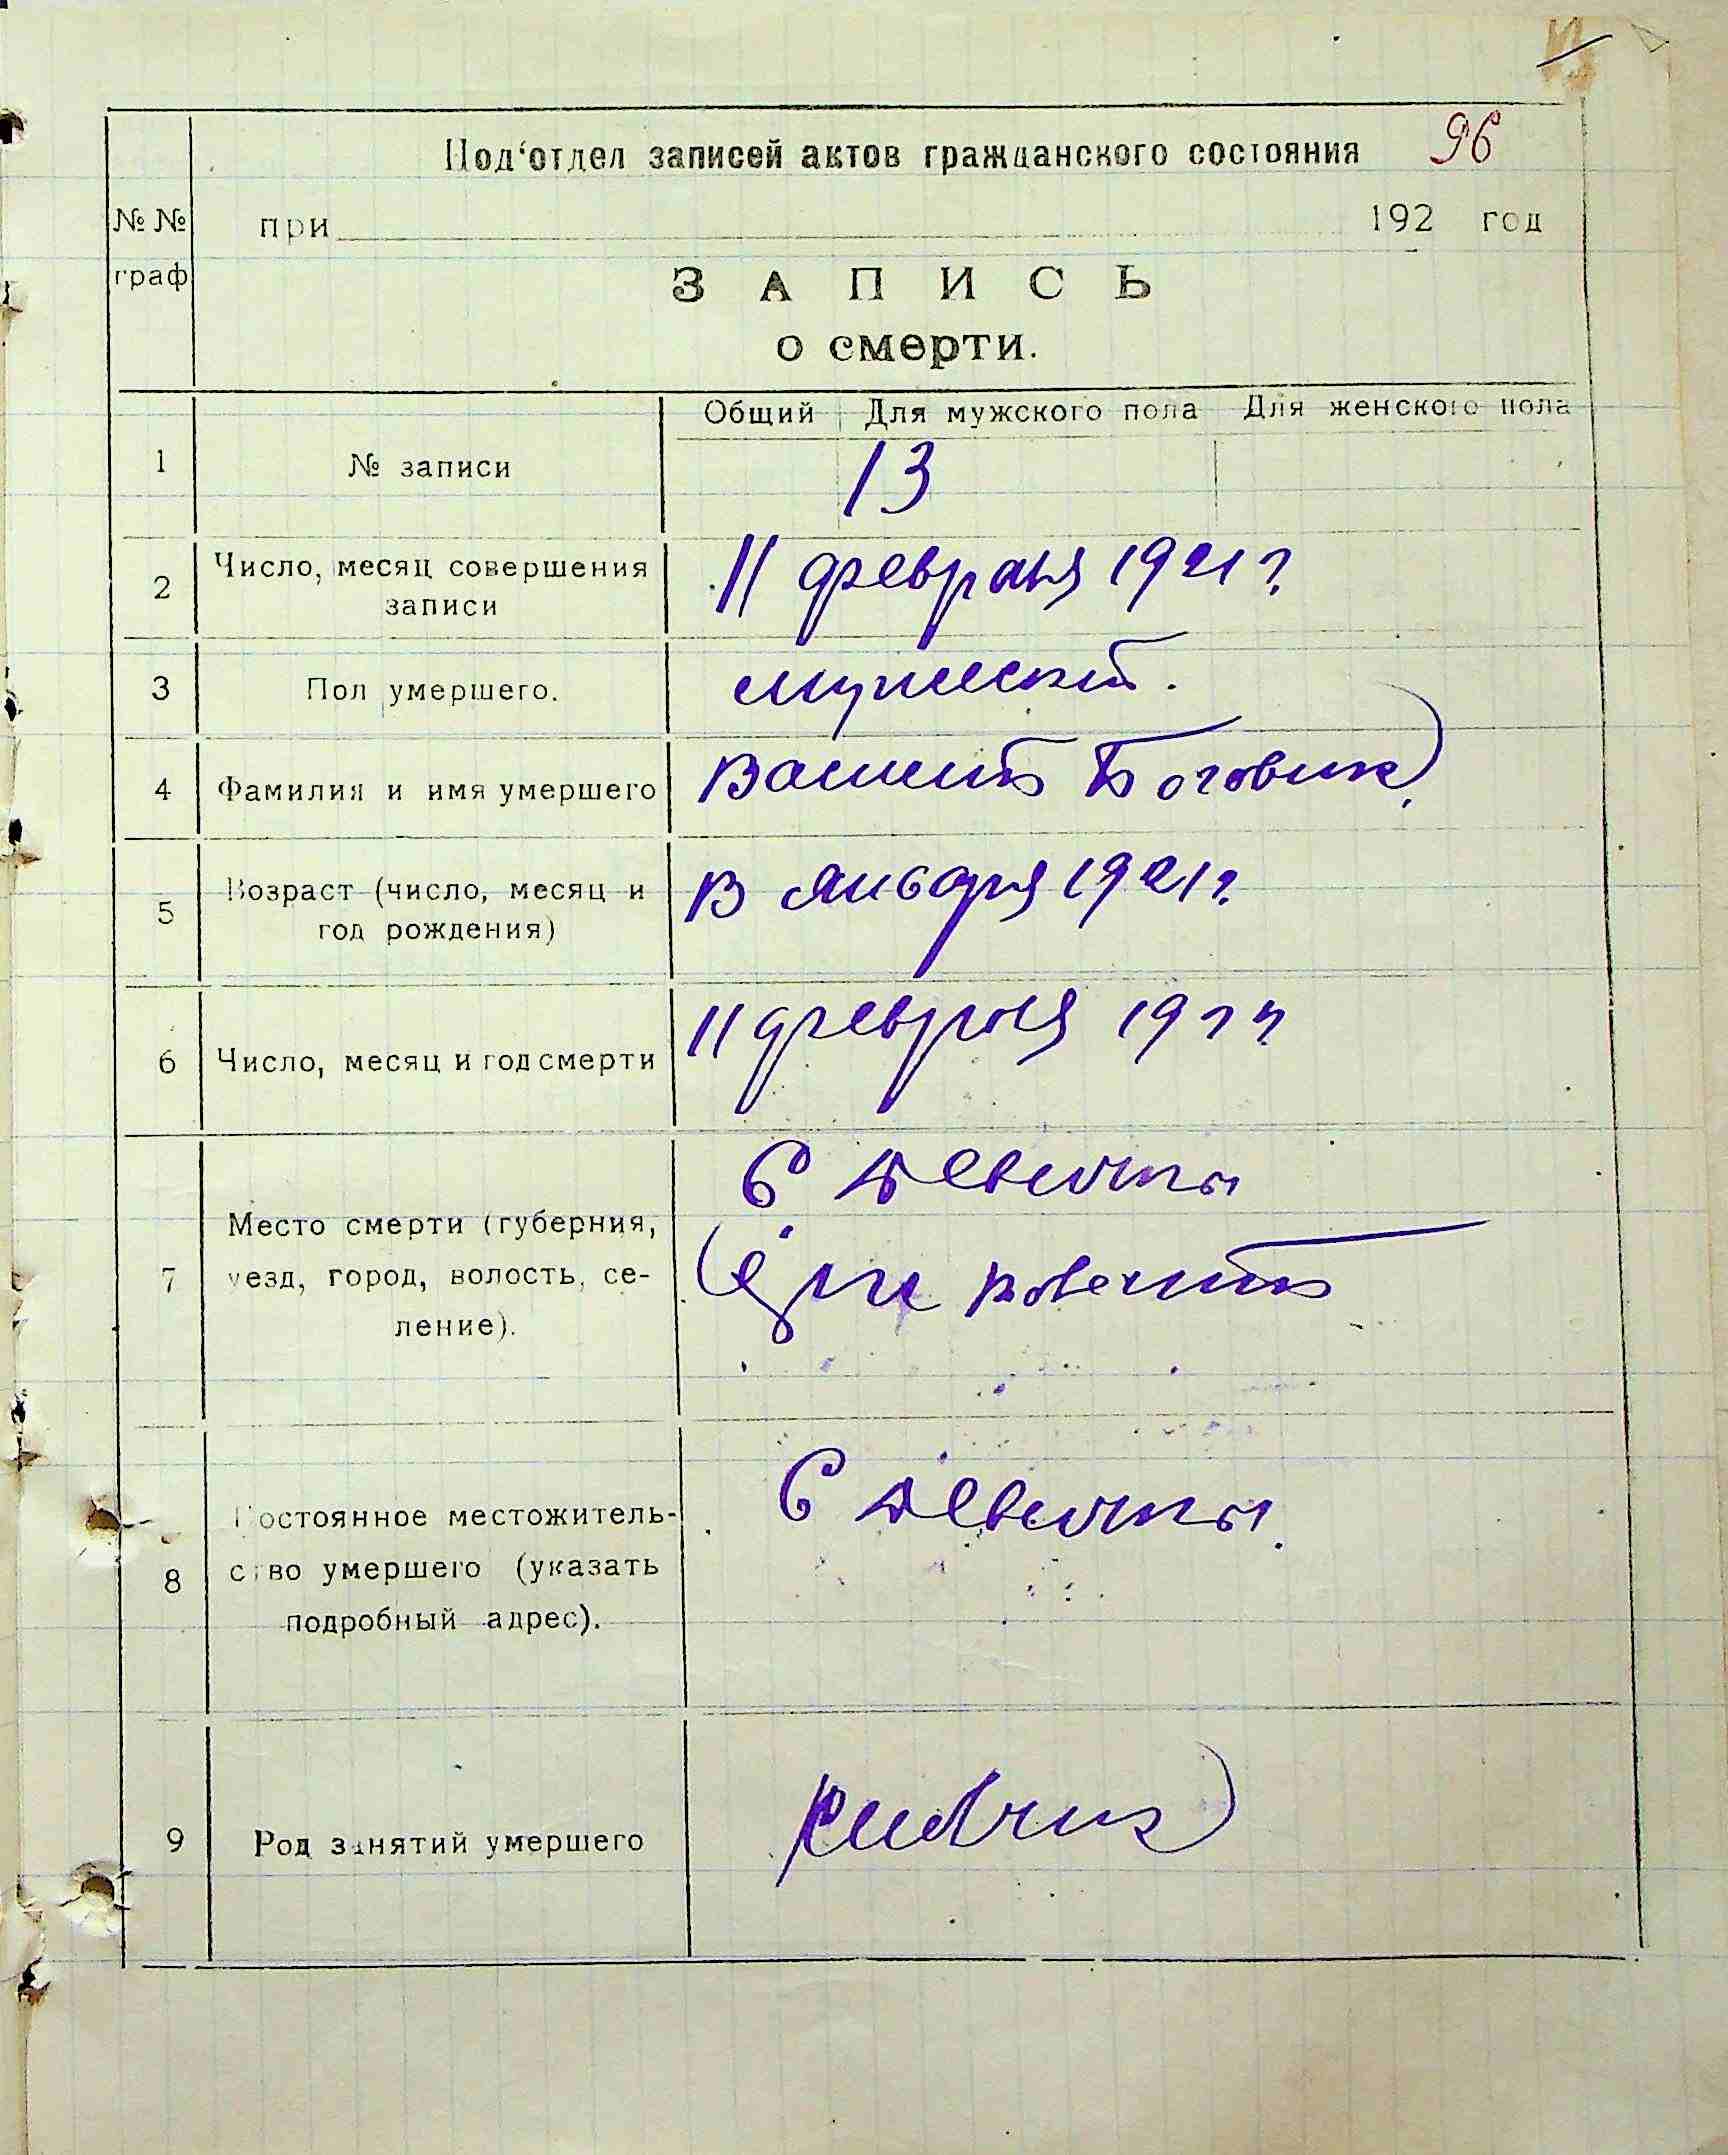 96
Под‘отдел записей актов гражданского состояния
№ № граф
при 192 год
ЗАПИСЬ
о смерти.
Общий Для мужского пола Для женского пола
1 № записи 13
2 Число, месяц совершения 11 февраля 1921 г
записи
3 Пол умершего. мужской.
4 Фамилия и имя умершего Василий Боговик
5 Возраст (число, месяц и В января 1921 г.
год рождения)
6 Число, месяц и год смерти 11 февраля
С Девички
Место смерти (губерния,
7 уезд, город, волость, се-
ление).
С Девички.
Постоянное местожитель-
8 ство умершего (указать
подробный адрес).
9 Род занятий умершего